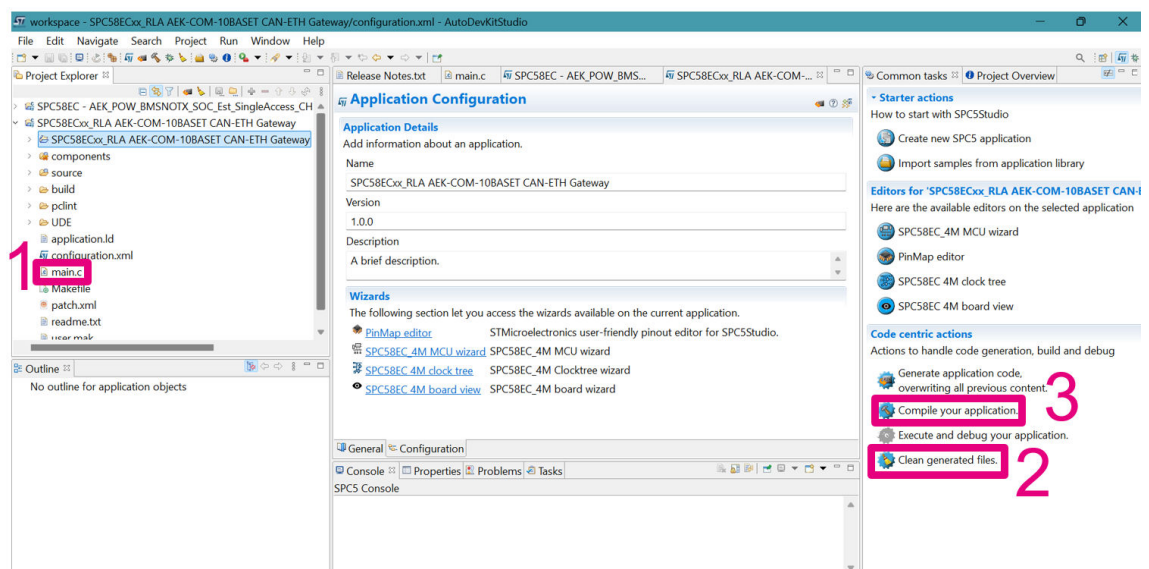 workspace - SPC58ECxx_RLA AEK-COM-10BASET CAN-ETH Gateway/configuration.xml - AutoDevKitStudio
File Edit Navigate Search Project Run Window Help
Project Explorer
SPC58EC - AEK_POW_BMSNOTX_SOC_Est_SingleAccess_CH
SPC58ECxx_RLA AEK-COM-10BASET CAN-ETH Gateway
SPC58ECxx_RLA AEK-COM-10BASET CAN-ETH Gateway
components
source
build
pclint
UDE
application.ld
configuration.xml
1
main.c
Makefile
patch.xml
readme.txt
user.mak
Outline
No outline for application objects
Release Notes.txt main.c SPC58EC - AEK_POW_BMS... SPC58ECxx_RLA AEK-COM-...
Application Configuration
Application Details
Add information about an application.
Name
SPC58ECxx_RLA AEK-COM-10BASET CAN-ETH Gateway
Version
1.0.0
Description
A brief description.
Wizards
The following section let you access the wizards available on the current application.
PinMap editor STMicroelectronics user-friendly pinout editor for SPC5Studio.
SPC58EC_4M MCU wizard SPC58EC_4M MCU wizard
SPC58EC 4M clock tree SPC58EC_4M Clocktree wizard
SPC58EC 4M board view SPC58EC_4M board wizard
General Configuration
Console Properties Problems Tasks
SPC5 Console
Common tasks Project Overview
Starter actions
How to start with SPC5Studio
Create new SPC5 application
Import samples from application library
Editors for 'SPC58ECxx_RLA AEK-COM-10BASET CAN-E
Here are the available editors on the selected application
SPC58EC_4M MCU wizard
PinMap editor
SPC58EC 4M clock tree
SPC58EC 4M board view
Code centric actions
Actions to handle code generation, build and debug
Generate application code,
overwriting all previous content.
3
Compile your application.
Execute and debug your application.
Clean generated files.
2